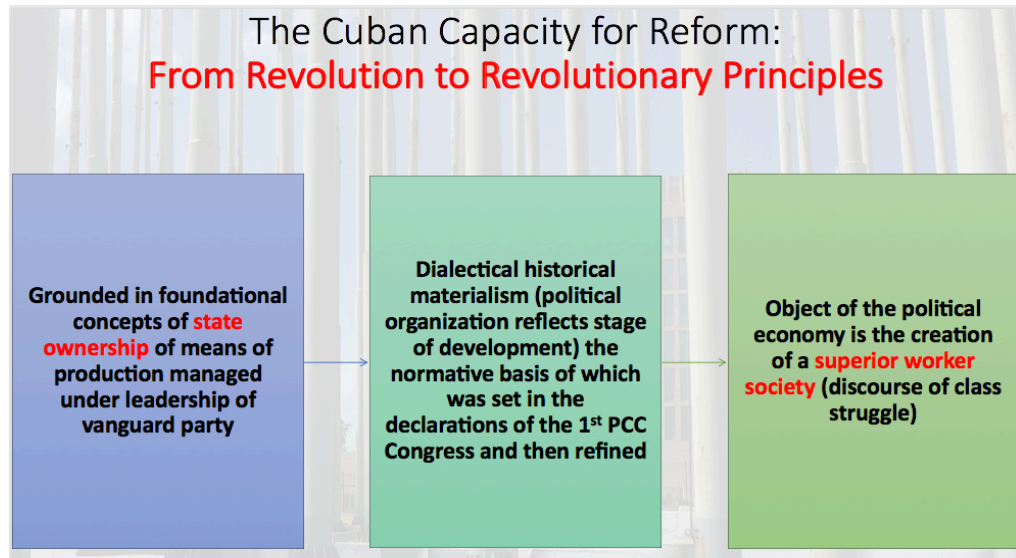 The Cuban Capacity for Reform:
From Revolution to Revolutionary Principles
Grounded in foundational
concepts of state
ownership of means of
production managed
under leadership of
vanguard party
Dialectical historical
materialism (political
organization reflects stage
of development) the
normative basis of which
was set in the
declarations of the 1st PCC
Congress and then refined
Object of the political
economy is the creation
of a superior worker
society (discourse of class
struggle)